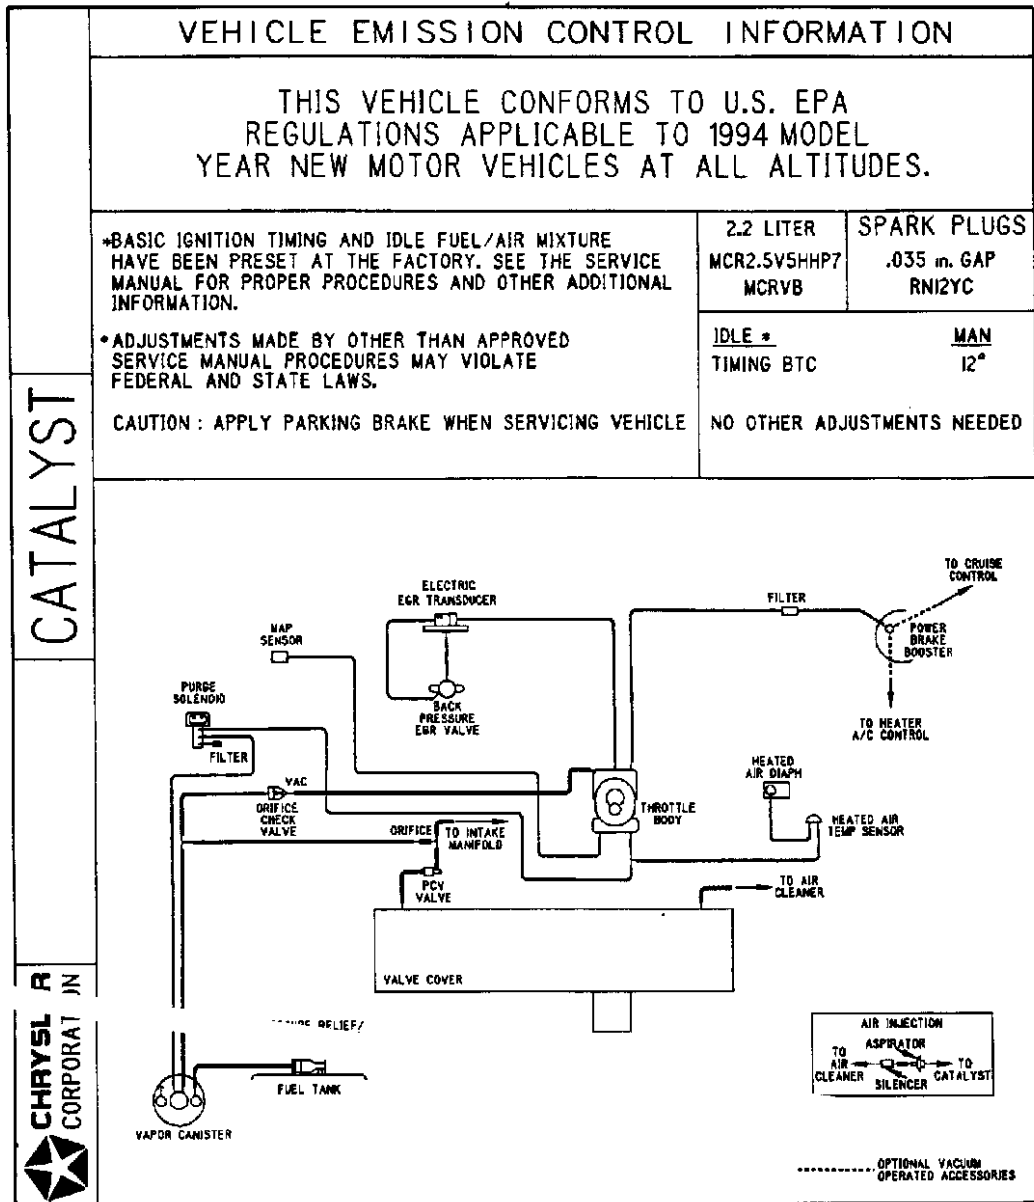 VEHICLE EMISSION CONTROL INFORMATION
THIS VEHICLE CONFORMS TO U.S. EPA
REGULATIONS APPLICABLE TO 1994 MODEL
YEAR NEW MOTOR VEHICLES AT ALL ALTITUDES.
*BASIC IGNITION TIMING AND IDLE FUEL/AIR MIXTURE
HAVE BEEN PRESET AT THE FACTORY. SEE THE SERVICE
MANUAL FOR PROPER PROCEDURES AND OTHER ADDITIONAL
INFORMATION.
*ADJUSTMENTS MADE BY OTHER THAN APPROVED
SERVICE MANUAL PROCEDURES MAY VIOLATE
FEDERAL AND STATE LAWS.
CAUTION : APPLY PARKING BRAKE WHEN SERVICING VEHICLE
2.2 LITER
MCR2.5V5HHP7
MCRVB
SPARK PLUGS
.035 in. GAP
RN12YC
IDLE * MAN
TIMING BTC 12°
NO OTHER ADJUSTMENTS NEEDED
CATALYST
ELECTRIC
EGR TRANSDUCER
MAP
SENSOR
BACK
PRESSURE
EGR VALVE
PURGE
SOLENOID
FILTER
VAC
ORIFICE
CHECK
VALVE
ORIFICE
TO INTAKE
MANIFOLD
PCV
VALVE
THROTTLE
BODY
FILTER
TO CRUISE
CONTROL
POWER
BRAKE
BOOSTER
TO HEATER
A/C CONTROL
HEATED
AIR DIAPH
HEATED AIR
TEMP SENSOR
TO AIR
CLEANER
VALVE COVER
RELIEF/
FUEL TANK
VAPOR CANISTER
AIR INJECTION
ASPIRATOR
TO
AIR
CLEANER
SILENCER
TO
CATALYST
OPTIONAL VACUUM
OPERATED ACCESSORIES
CHRYSL R
CORPORAT